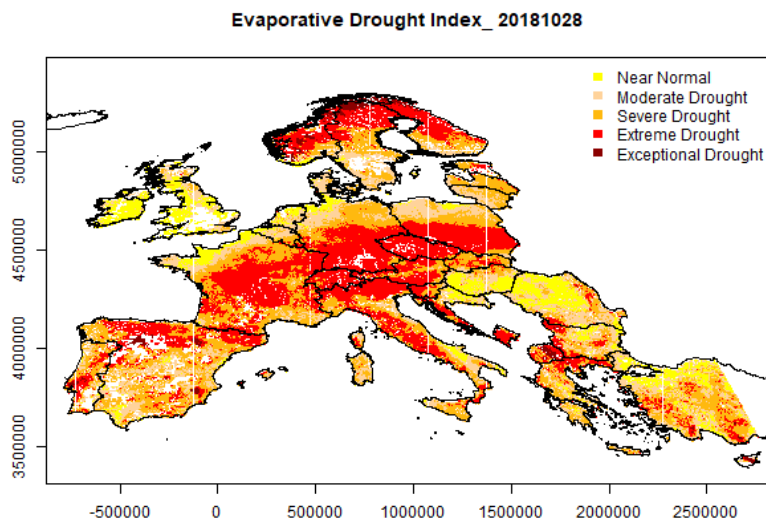 Evaporative Drought Index_ 20181028
Near Normal
Moderate Drought
Severe Drought
Extreme Drought
Exceptional Drought
5000000
4500000
4000000
3500000
-500000 0 500000 1000000 1500000 2000000 2500000